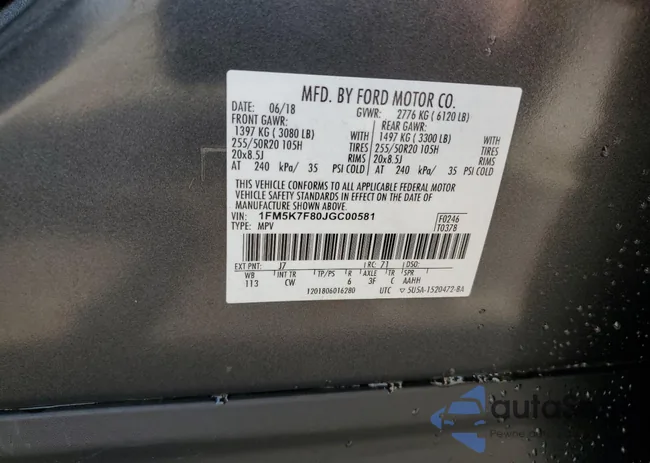 MFD. BY FORD MOTOR CO.
DATE: 06/18 GVWR: 2776 KG ( 6120 LB)
FRONT GAWR: REAR GAWR:
1397 KG ( 3080 LB) WITH 1497 KG ( 3300 LB) WITH
255/50R20 105H TIRES 255/50R20 105H TIRES
20x8.5J RIMS 20x8.5J RIMS
AT 240 kPa/ 35 PSI COLD AT 240 kPa/ 35 PSI COLD
THIS VEHICLE CONFORMS TO ALL APPLICABLE FEDERAL MOTOR
VEHICLE SAFETY STANDARDS IN EFFECT ON THE DATE OF
MANUFACTURE SHOWN ABOVE.
VIN: 1FM5K7F80JGC00581 F0246
TYPE: MPV T0378
EXT PNT: J7 RC: 71 DSO:
WB INT TR TP/PS R AXLE TR SPR
113 CW 6 3F C AAHH
1201806016280 UTC ▽ 5U5A-1520472-BA